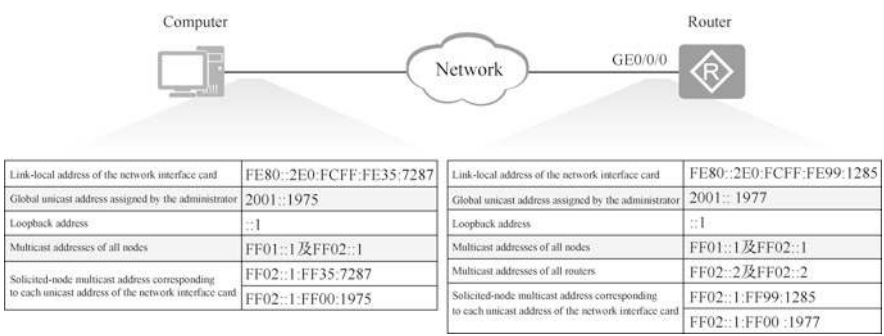 Computer
Router
Network
GE0/0/0
R
Link-local address of the network interface card
FE80::2E0:FCFF:FE35:7287
Global unicast address assigned by the administrator
2001::1975
Loopback address
::1
Multicast addresses of all nodes
FF01::1及FF02::1
Solicited-node multicast address corresponding
to each unicast address of the network interface card
FF02::1:FF35:7287
FF02::1:FF00:1975
Link-local address of the network interface card
FE80::2E0:FCFF:FE99:1285
Global unicast address assigned by the administrator
2001:: 1977
Loopback address
::1
Multicast addresses of all nodes
FF01::1及FF02::1
Multicast addresses of all routers
FF02::2及FF02::2
Solicited-node multicast address corresponding
to each unicast address of the network interface card
FF02::1:FF99:1285
FF02::1:FF00 :1977